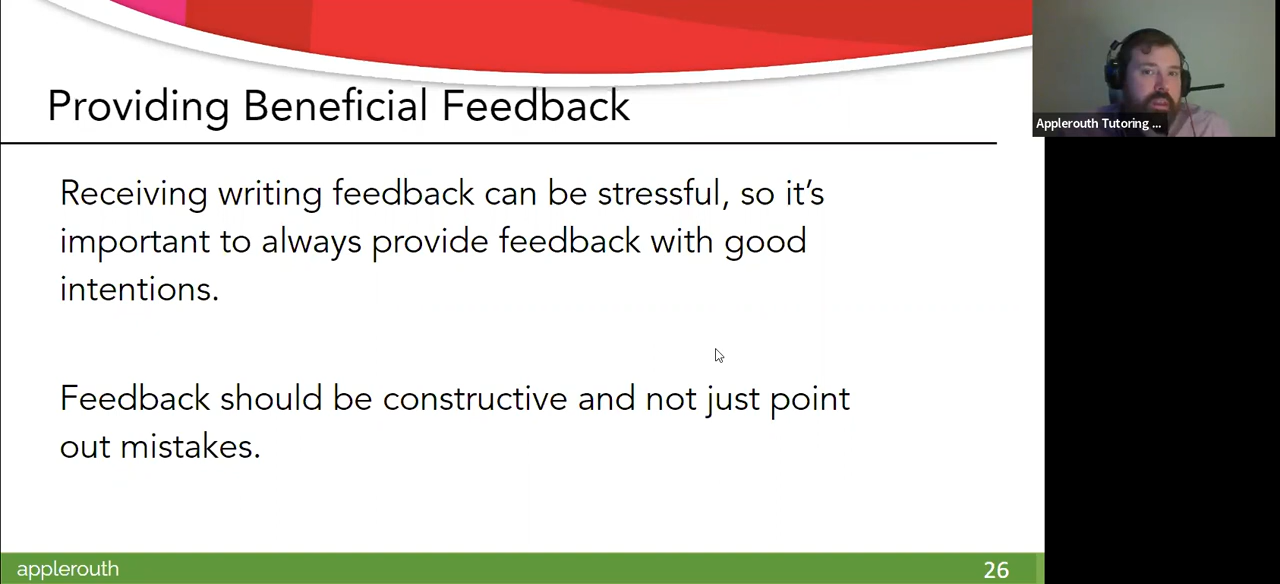 Providing Beneficial Feedback
Applerouth Tutoring ...
Receiving writing feedback can be stressful, so it’s
important to always provide feedback with good
intentions.
Feedback should be constructive and not just point
out mistakes.
applerouth
26